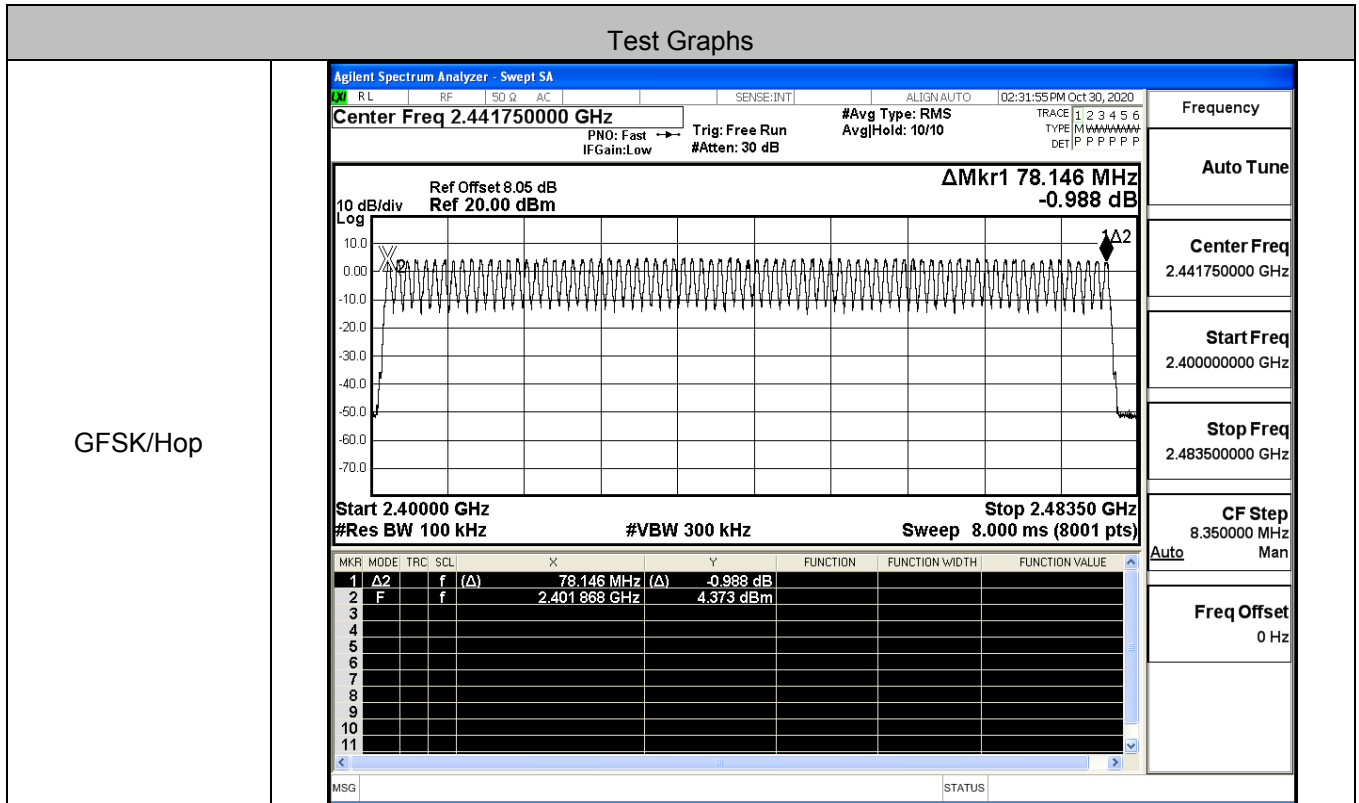 Test Graphs
GFSK/Hop
Agilent Spectrum Analyzer - Swept SA
LXI RL RF 50 Ω AC SENSE:INT ALIGN AUTO 02:31:55 PM Oct 30, 2020
Center Freq 2.441750000 GHz
PNO: Fast
IFGain:Low
Trig: Free Run
#Atten: 30 dB
#Avg Type: RMS
Avg|Hold: 10/10
TRACE 1 2 3 4 5 6
TYPE M
DET P P P P P P
ΔMkr1 78.146 MHz
-0.988 dB
Ref Offset 8.05 dB
10 dB/div Ref 20.00 dBm
Log
10.0
0.00
-10.0
-20.0
-30.0
-40.0
-50.0
-60.0
-70.0
2
1Δ2
Start 2.40000 GHz Stop 2.48350 GHz
#Res BW 100 kHz #VBW 300 kHz Sweep 8.000 ms (8001 pts)
MKR MODE TRC SCL X Y FUNCTION FUNCTION WIDTH FUNCTION VALUE
1 Δ2 f (Δ) 78.146 MHz (Δ) -0.988 dB
2 F f 2.401 868 GHz 4.373 dBm
3
4
5
6
7
8
9
10
11
MSG STATUS
Frequency
Auto Tune
Center Freq
2.441750000 GHz
Start Freq
2.400000000 GHz
Stop Freq
2.483500000 GHz
CF Step
8.350000 MHz
Auto Man
Freq Offset
0 Hz